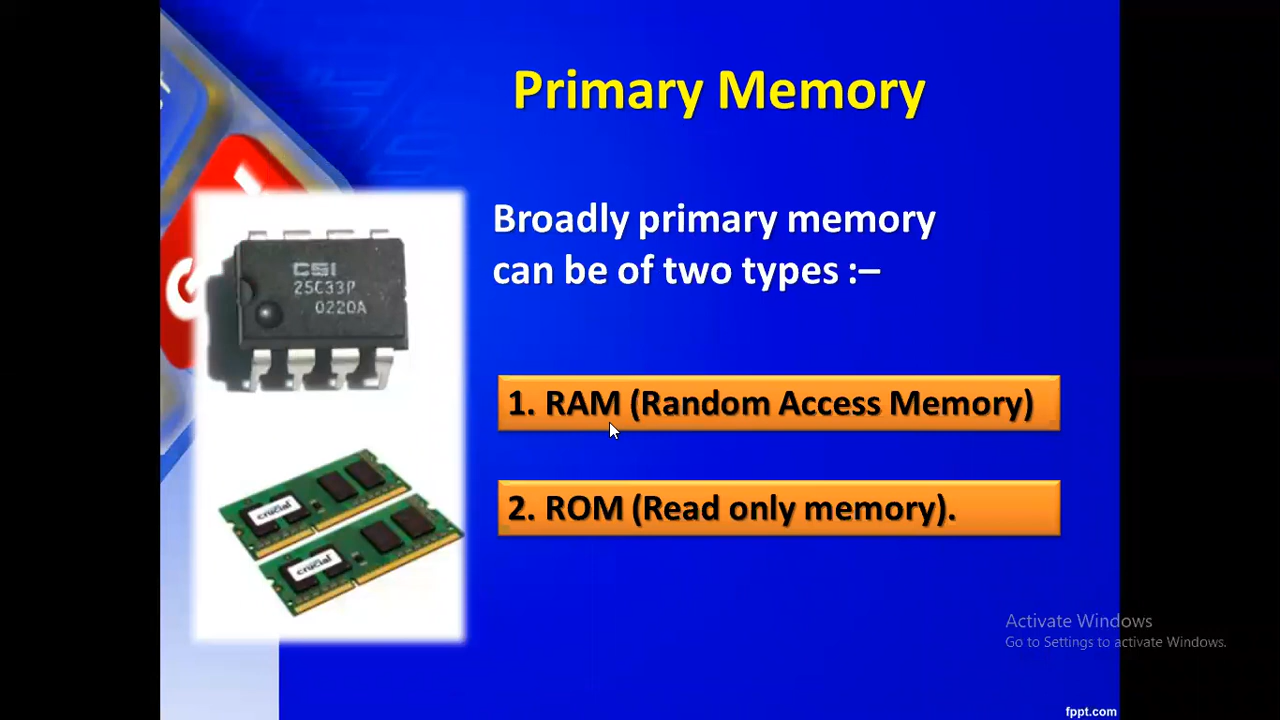 Primary Memory
Broadly primary memory
can be of two types :–
CSI
25C33P
0220A
1. RAM (Random Access Memory)
2. ROM (Read only memory).
crucial
crucial
Activate Windows
Go to Settings to activate Windows.
fppt.com